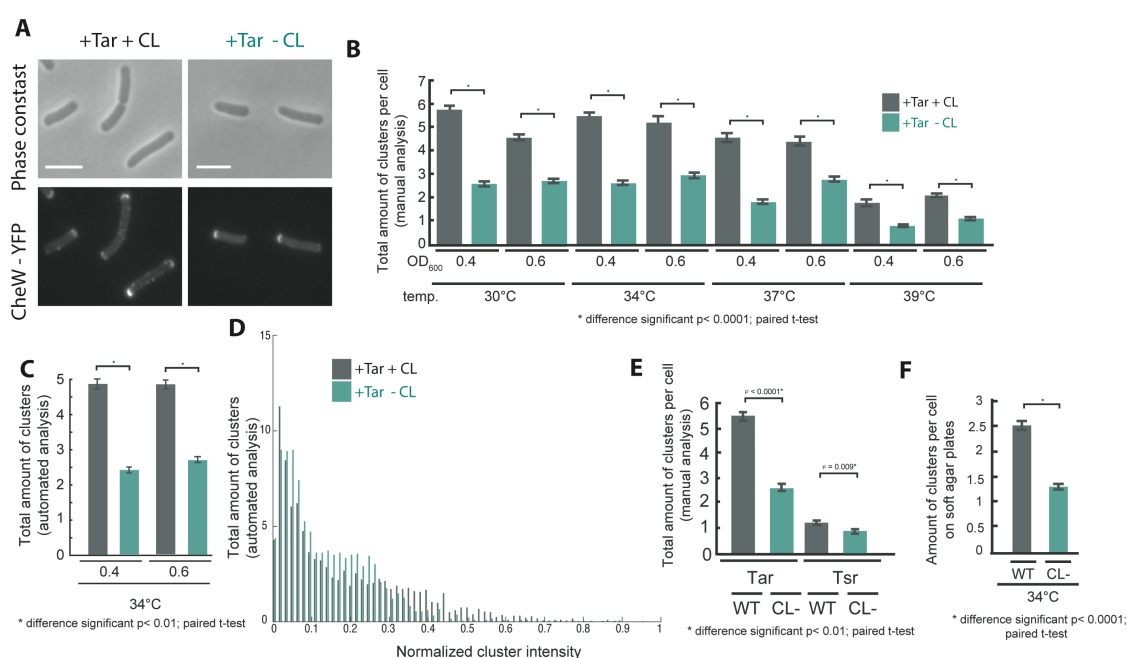 A
+Tar + CL
+Tar - CL
Phase constast
CheW - YFP
B
Total amount of clusters per cell
(manual analysis)
7
6
5
4
3
2
1
0
* * * * * * * *
+Tar + CL
+Tar - CL
OD600 0.4 0.6 0.4 0.6 0.4 0.6 0.4 0.6
temp. 30°C 34°C 37°C 39°C
* difference significant p< 0.0001; paired t-test
C
Total amount of clusters
(automated analysis)
5
4
3
2
1
0
* *
0.4 0.6
34°C
* difference significant p< 0.01; paired t-test
D
Total amount of clusters
(automated analysis)
15
10
5
0
+Tar + CL
+Tar - CL
0 0.1 0.2 0.3 0.4 0.5 0.6 0.7 0.8 0.9 1
Normalized cluster intensity
E
Total amount of clusters per cell
(manual analysis)
6
5
4
3
2
1
0
p < 0.0001*
p = 0.009*
Tar Tsr
WT CL- WT CL-
* difference significant p< 0.01; paired t-test
F
Amount of clusters per cell
on soft agar plates
3
2.5
2
1.5
1
0.5
0
*
WT CL-
34°C
* difference significant p< 0.0001;
paired t-test